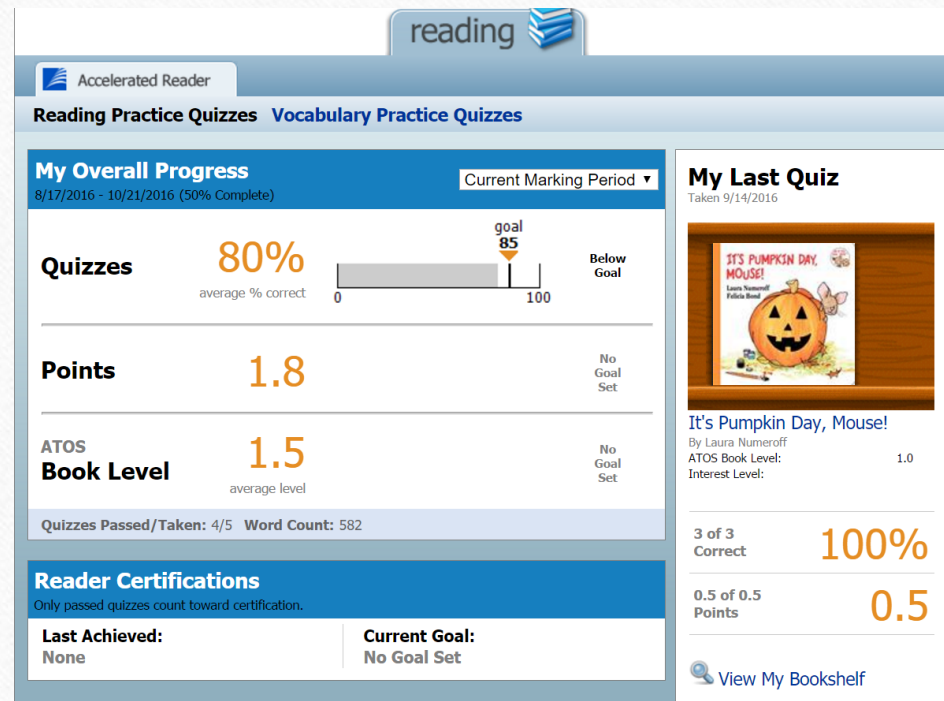 reading
Accelerated Reader
Reading Practice Quizzes Vocabulary Practice Quizzes
My Overall Progress
8/17/2016 - 10/21/2016 (50% Complete)
Current Marking Period
Quizzes
80%
average % correct
goal
85
0
100
Below
Goal
Points
1.8
No
Goal
Set
ATOS
Book Level
1.5
average level
No
Goal
Set
Quizzes Passed/Taken: 4/5 Word Count: 582
Reader Certifications
Only passed quizzes count toward certification.
Last Achieved:
None
Current Goal:
No Goal Set
My Last Quiz
Taken 9/14/2016
IT'S PUMPKIN DAY,
MOUSE!
Laura Numeroff
Felicia Bond
It's Pumpkin Day, Mouse!
By Laura Numeroff
ATOS Book Level: 1.0
Interest Level:
3 of 3
Correct
100%
0.5 of 0.5
Points
0.5
View My Bookshelf